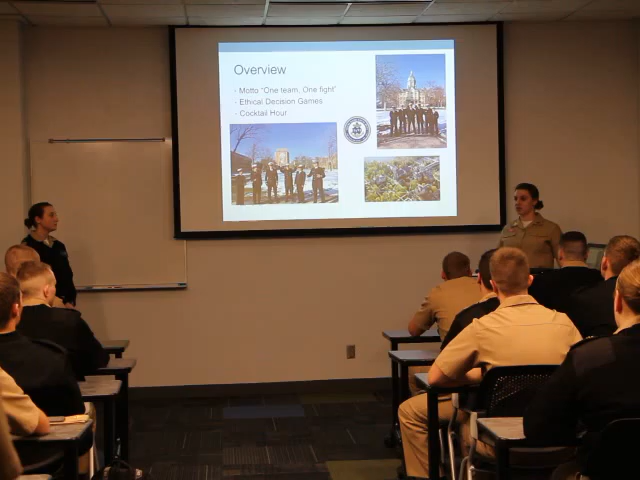 Overview
· Motto "One team, One fight"
· Ethical Decision Games
· Cocktail Hour